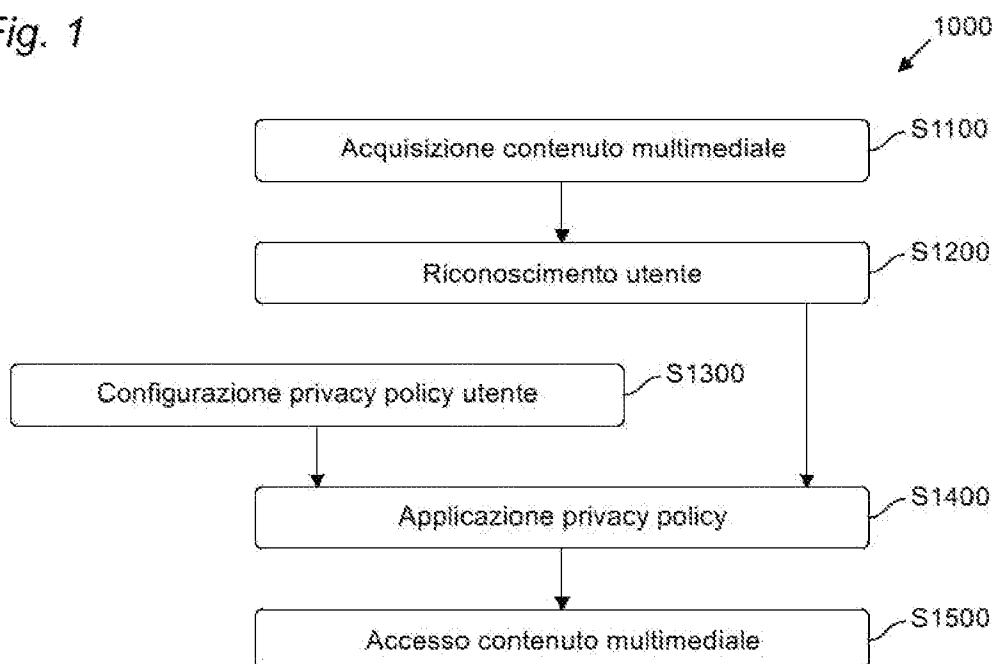 Fig. 1
1000
Acquisizione contenuto multimediale
S1100
Riconoscimento utente
S1200
Configurazione privacy policy utente
S1300
Applicazione privacy policy
S1400
Accesso contenuto multimediale
S1500